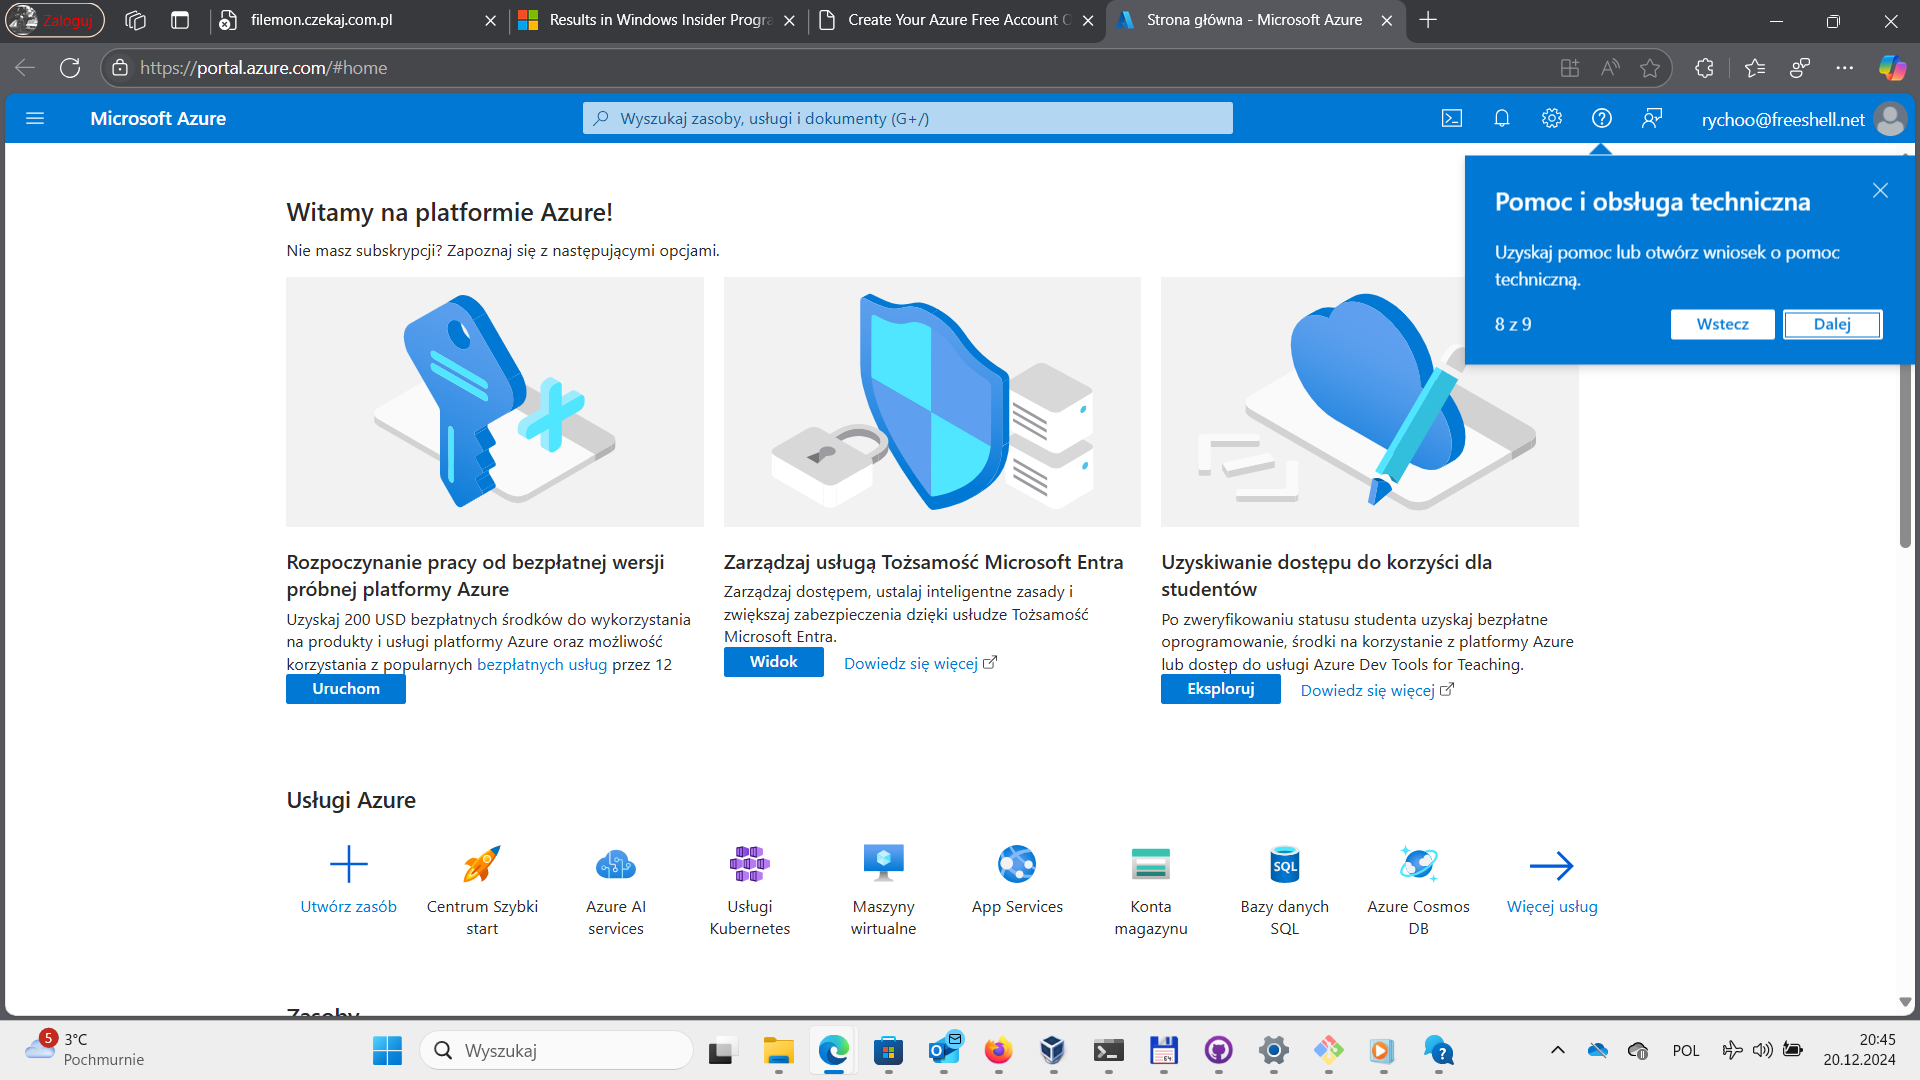 Zaloguj
filemon.czekaj.com.pl
Results in Windows Insider Progra
Create Your Azure Free Account O
Strona główna - Microsoft Azure
https://portal.azure.com/#home
Microsoft Azure
Wyszukaj zasoby, usługi i dokumenty (G+/)
rychoo@freeshell.net
Pomoc i obsługa techniczna
Uzyskaj pomoc lub otwórz wniosek o pomoc
techniczną.
8 z 9
Wstecz
Dalej
Witamy na platformie Azure!
Nie masz subskrypcji? Zapoznaj się z następującymi opcjami.
Rozpoczynanie pracy od bezpłatnej wersji
próbnej platformy Azure
Uzyskaj 200 USD bezpłatnych środków do wykorzystania
na produkty i usługi platformy Azure oraz możliwość
korzystania z popularnych bezpłatnych usług przez 12
Uruchom
Zarządzaj usługą Tożsamość Microsoft Entra
Zarządzaj dostępem, ustalaj inteligentne zasady i
zwiększaj zabezpieczenia dzięki usłudze Tożsamość
Microsoft Entra.
Widok
Dowiedz się więcej
Uzyskiwanie dostępu do korzyści dla
studentów
Po zweryfikowaniu statusu studenta uzyskaj bezpłatne
oprogramowanie, środki na korzystanie z platformy Azure
lub dostęp do usługi Azure Dev Tools for Teaching.
Eksploruj
Dowiedz się więcej
Usługi Azure
Utwórz zasób
Centrum Szybki
start
Azure AI
services
Usługi
Kubernetes
Maszyny
wirtualne
App Services
Konta
magazynu
SQL
Bazy danych
SQL
Azure Cosmos
DB
Więcej usług
Zasoby
5
3°C
Pochmurnie
Wyszukaj
64
POL
20:45
20.12.2024